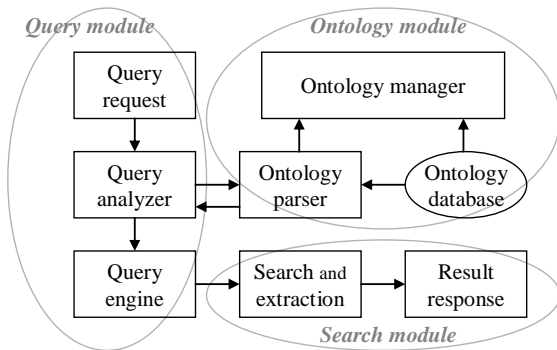 Query module
Ontology module
Query
request
Ontology manager
Query
analyzer
Ontology
parser
Ontology
database
Query
engine
Search and
extraction
Result
response
Search module